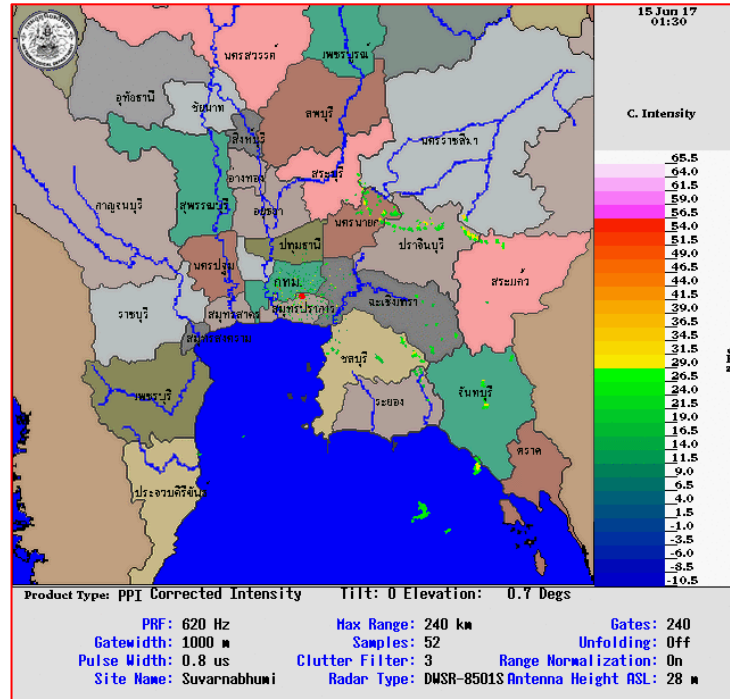 15 Jun 17
01:30
C. Intensity
นครสวรรค์
เพชรบูรณ์
อุทัยธานี
ชัยนาท
ลพบุรี
สิงห์บุรี
นครราชสีมา
อ่างทอง
สระบุรี
กาญจนบุรี
สุพรรณบุรี
อยุธยา
นครนายก
ปราจีนบุรี
ปทุมธานี
นครปฐม
กทม.
สระแก้ว
ฉะเชิงเทรา
ราชบุรี
สมุทรสาคร
สมุทรปราการ
สมุทรสงคราม
ชลบุรี
เพชรบุรี
ระยอง
จันทบุรี
ตราด
ประจวบคีรีขันธ์
65.5
64.0
61.5
59.0
56.5
54.0
51.5
49.0
46.5
44.0
41.5
39.0
36.5
34.0
31.5
29.0
26.5
24.0
21.5
19.0
16.5
14.0
11.5
9.0
6.5
4.0
1.5
-1.0
-3.5
-6.0
-8.5
-10.5
Product Type: PPI Corrected Intensity Tilt: 0 Elevation: 0.7 Degs
PRF: 620 Hz Max Range: 240 km Gates: 240
Gatewidth: 1000 m Samples: 52 Unfolding: Off
Pulse Width: 0.8 us Clutter Filter: 3 Range Normalization: On
Site Name: Suvarnabhumi Radar Type: DWSR-8501S Antenna Height ASL: 28 m